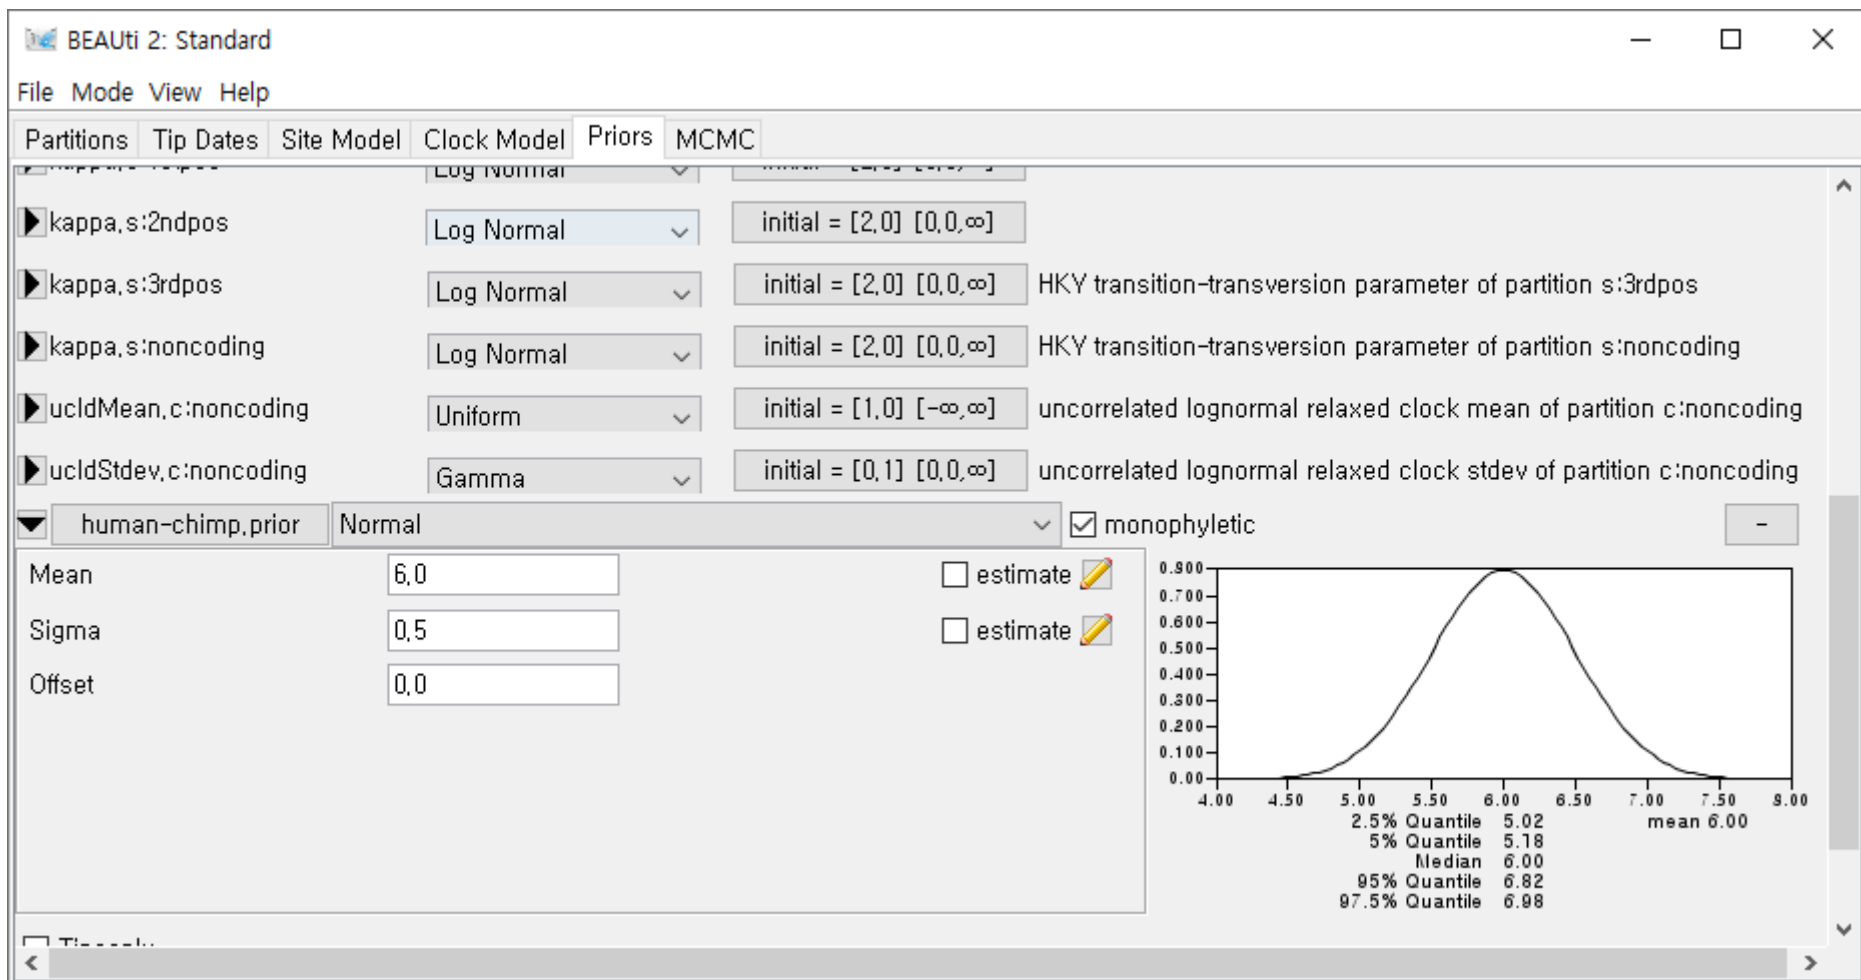 BEAUti 2: Standard
File Mode View Help
Partitions Tip Dates Site Model Clock Model Priors MCMC
Log Normal
kappa,s:2ndpos Log Normal initial = [2,0] [0,0,∞]
kappa,s:3rdpos Log Normal initial = [2,0] [0,0,∞] HKY transition-transversion parameter of partition s:3rdpos
kappa,s:noncoding Log Normal initial = [2,0] [0,0,∞] HKY transition-transversion parameter of partition s:noncoding
ucldMean,c:noncoding Uniform initial = [1,0] [-∞,∞] uncorrelated lognormal relaxed clock mean of partition c:noncoding
ucldStdev,c:noncoding Gamma initial = [0,1] [0,0,∞] uncorrelated lognormal relaxed clock stdev of partition c:noncoding
human-chimp,prior Normal monophyletic -
Mean 6,0 estimate
Sigma 0,5 estimate
Offset 0,0
0.800
0.700
0.600
0.500
0.400
0.300
0.200
0.100
0.00
4.00 4.50 5.00 5.50 6.00 6.50 7.00 7.50 8.00
2.5% Quantile 5.02 mean 6.00
5% Quantile 5.18
Median 6.00
95% Quantile 6.82
97.5% Quantile 6.98